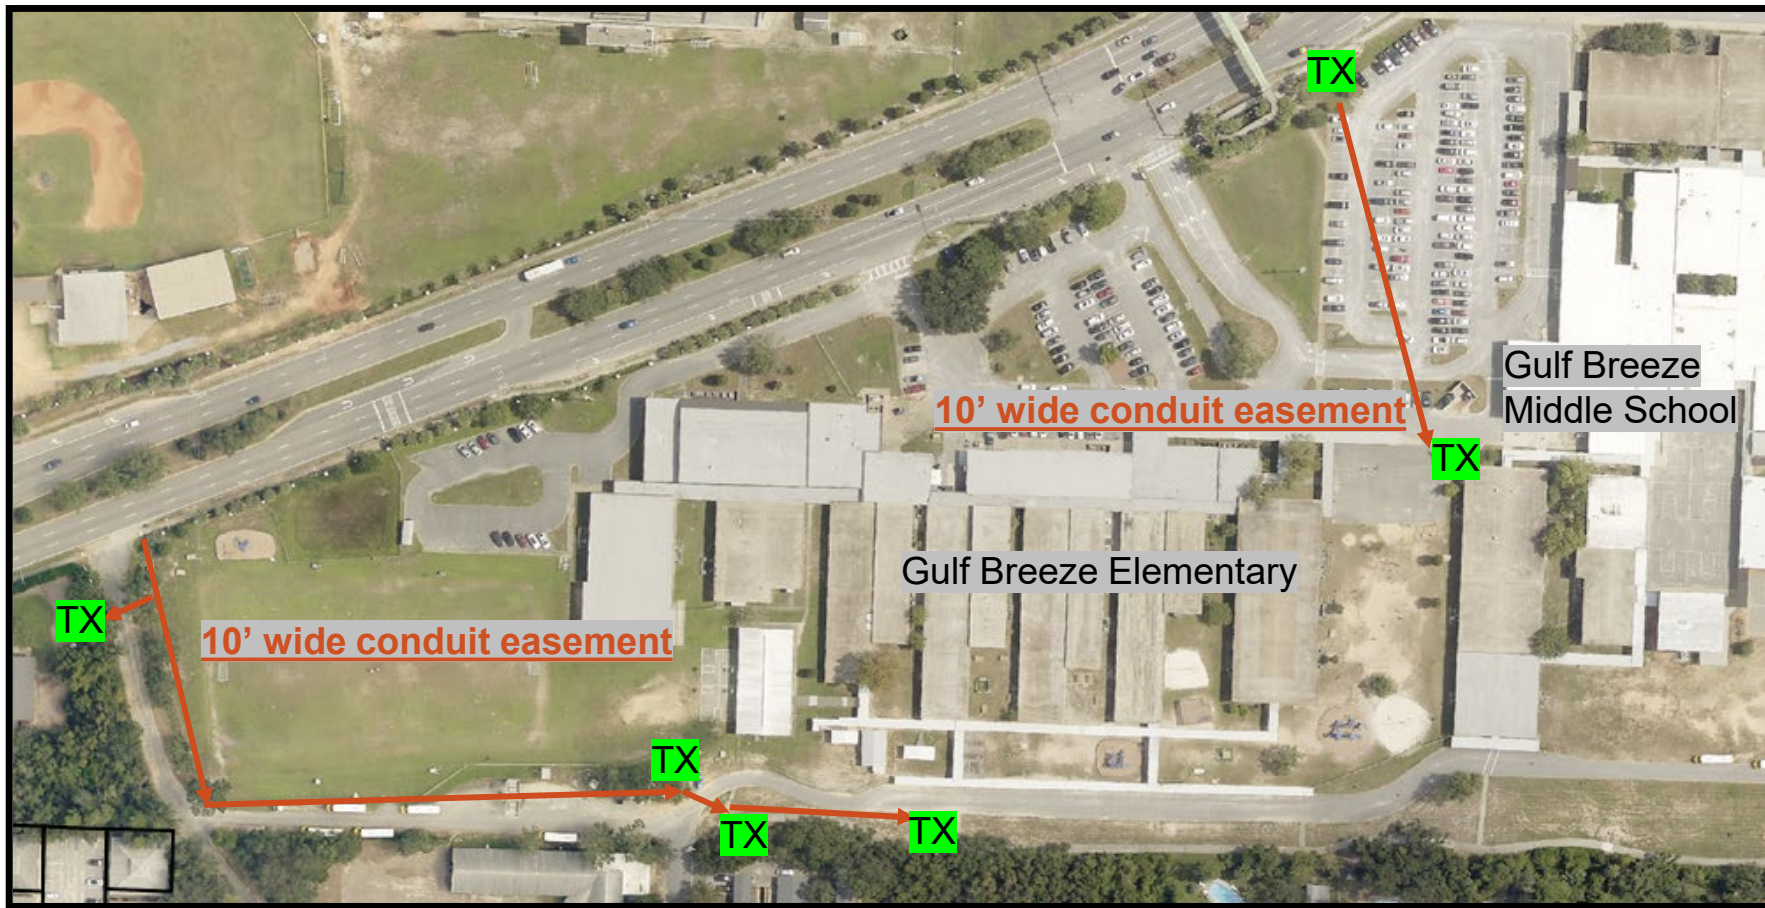 TX
Gulf Breeze
Middle School
10’ wide conduit easement
TX
Gulf Breeze Elementary
TX
10’ wide conduit easement
TX
TX
TX